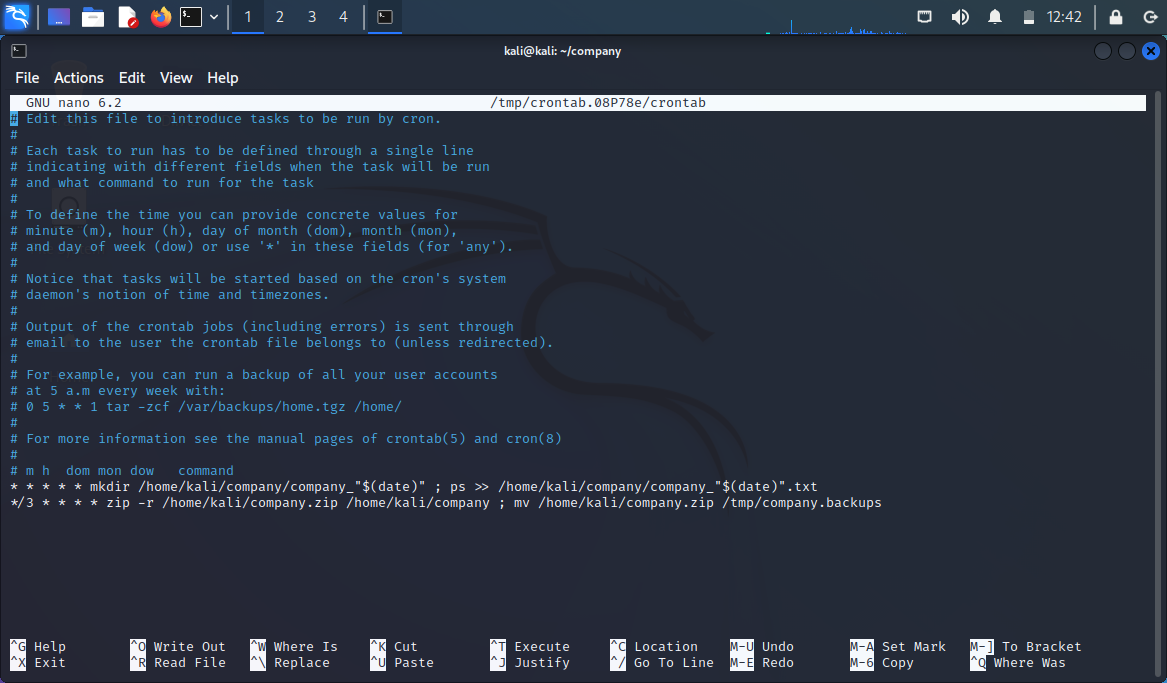 1 2 3 4 12:42
kali@kali: ~/company
File Actions Edit View Help
GNU nano 6.2 /tmp/crontab.08P78e/crontab
# Edit this file to introduce tasks to be run by cron.
#
# Each task to run has to be defined through a single line
# indicating with different fields when the task will be run
# and what command to run for the task
#
# To define the time you can provide concrete values for
# minute (m), hour (h), day of month (dom), month (mon),
# and day of week (dow) or use '*' in these fields (for 'any').
#
# Notice that tasks will be started based on the cron's system
# daemon's notion of time and timezones.
#
# Output of the crontab jobs (including errors) is sent through
# email to the user the crontab file belongs to (unless redirected).
#
# For example, you can run a backup of all your user accounts
# at 5 a.m every week with:
# 0 5 * * 1 tar -zcf /var/backups/home.tgz /home/
#
# For more information see the manual pages of crontab(5) and cron(8)
#
# m h  dom mon dow   command
* * * * * mkdir /home/kali/company/company_"$(date)" ; ps >> /home/kali/company/company_"$(date)".txt
*/3 * * * * zip -r /home/kali/company.zip /home/kali/company ; mv /home/kali/company.zip /tmp/company.backups
^G Help ^O Write Out ^W Where Is ^K Cut ^T Execute ^C Location M-U Undo M-A Set Mark M-] To Bracket
^X Exit ^R Read File ^\ Replace ^U Paste ^J Justify ^/ Go To Line M-E Redo M-6 Copy ^Q Where Was